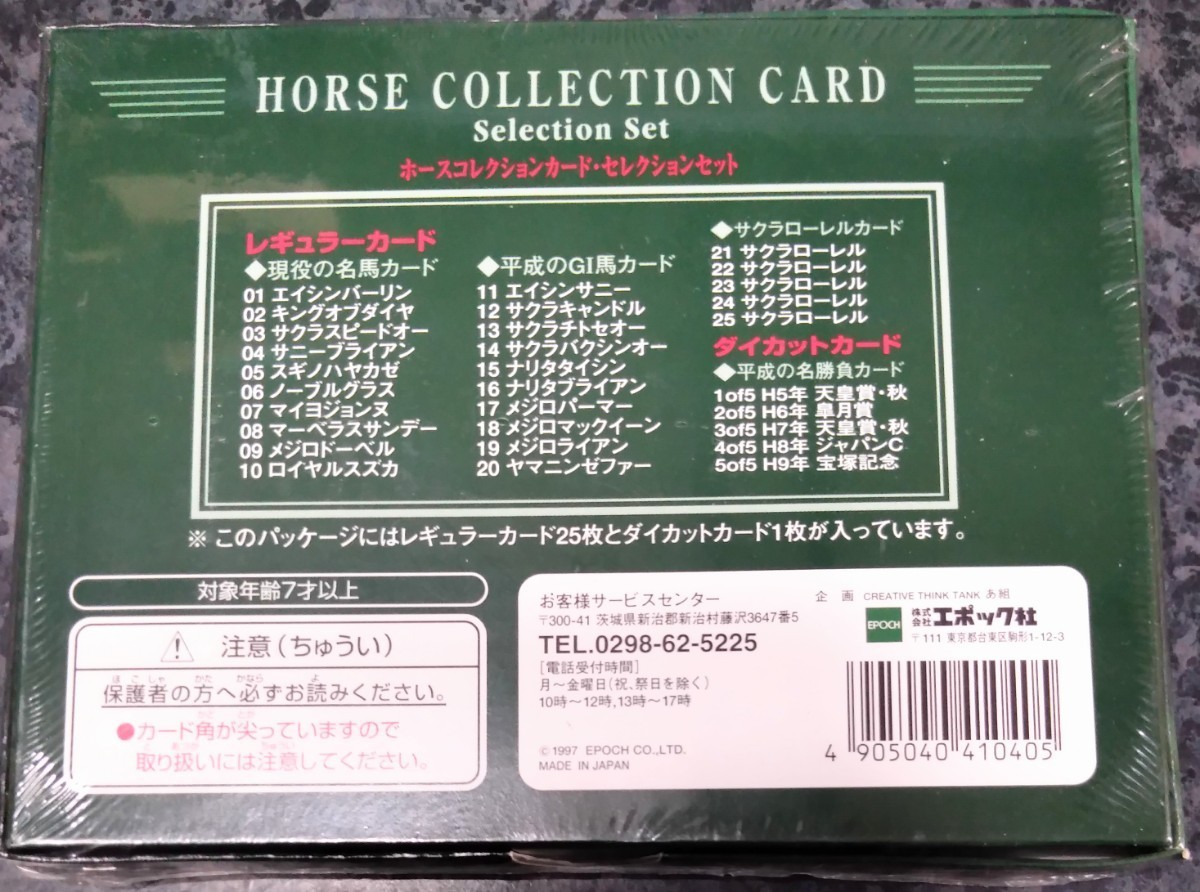 HORSE COLLECTION CARD
Selection Set
ホースコレクションカード・セレクションセット
レギュラーカード
◆現役の名馬カード
01 エイシンバーリン
02 キングオブダイヤ
03 サクラスピードオー
04 サニーブライアン
05 スギノハヤカゼ
06 ノーブルグラス
07 マイヨジョンヌ
08 マーベラスサンデー
09 メジロドーベル
10 ロイヤルスズカ
◆平成のGI馬カード
11 エイシンサニー
12 サクラキャンドル
13 サクラチトセオー
14 サクラバクシンオー
15 ナリタタイシン
16 ナリタブライアン
17 メジロパーマー
18 メジロマックイーン
19 メジロライアン
20 ヤマニンゼファー
◆サクラローレルカード
21 サクラローレル
22 サクラローレル
23 サクラローレル
24 サクラローレル
25 サクラローレル
ダイカットカード
◆平成の名勝負カード
1of5 H5年 天皇賞・秋
2of5 H6年 皐月賞
3of5 H7年 天皇賞・秋
4of5 H8年 ジャパンC
5of5 H9年 宝塚記念
※ このパッケージにはレギュラーカード25枚とダイカットカード1枚が入っています。
対象年齢7才以上
注意(ちゅうい)
ほごしゃ かた かなら よ
保護者の方へ必ずお読みください。
かど とが
●カード角が尖っていますので
と あつか ちゅうい
取り扱いには注意してください。
お客様サービスセンター
〒300-41 茨城県新治郡新治村藤沢3647番5
TEL.0298-62-5225
[電話受付時間]
月〜金曜日(祝、祭日を除く)
10時〜12時,13時〜17時
© 1997 EPOCH CO.,LTD.
MADE IN JAPAN
企 画 CREATIVE THINK TANK あ組
EPOCH 株式会社エポック社
〒111 東京都台東区駒形1-12-3
4 905040 410405